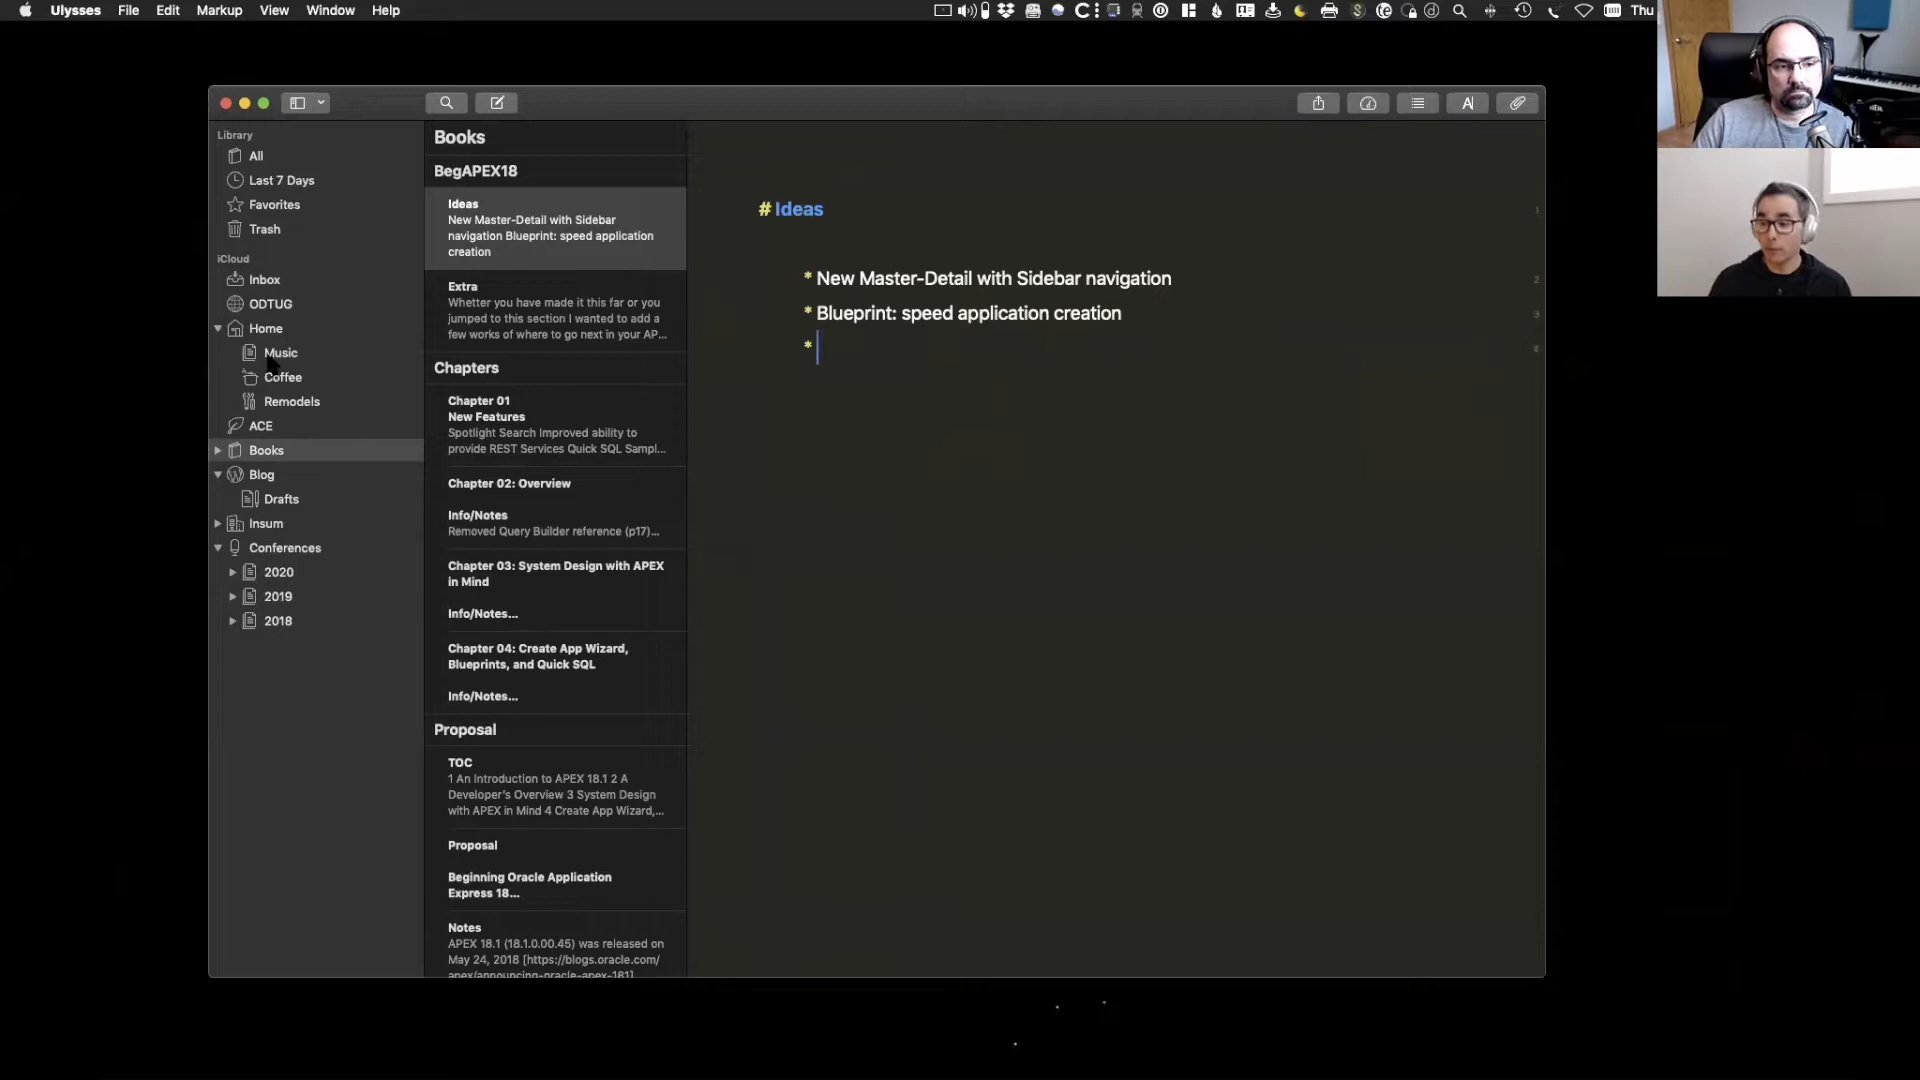 Ulysses File Edit Markup View Window Help Thu
Library
All
Last 7 Days
Favorites
Trash
iCloud
Inbox
ODTUG
Home
Music
Coffee
Remodels
ACE
Books
Blog
Drafts
Insum
Conferences
2020
2019
2018
Books
BegAPEX18
Ideas
New Master-Detail with Sidebar
navigation Blueprint: speed application
creation
Extra
Whether you have made it this far or you
jumped to this section I wanted to add a
few works of where to go next in your AP...
Chapters
Chapter 01
New Features
Spotlight Search Improved ability to
provide REST Services Quick SQL Sampl...
Chapter 02: Overview
Info/Notes
Removed Query Builder reference (p17)...
Chapter 03: System Design with APEX
in Mind
Info/Notes...
Chapter 04: Create App Wizard,
Blueprints, and Quick SQL
Info/Notes...
Proposal
TOC
1 An Introduction to APEX 18.1 2 A
Developer's Overview 3 System Design
with APEX in Mind 4 Create App Wizard,...
Proposal
Beginning Oracle Application
Express 18...
Notes
APEX 18.1 (18.1.0.00.45) was released on
May 24, 2018 [https://blogs.oracle.com/
apex/announcing-oracle-apex-181]
# Ideas
1
* New Master-Detail with Sidebar navigation
2
* Blueprint: speed application creation
3
*